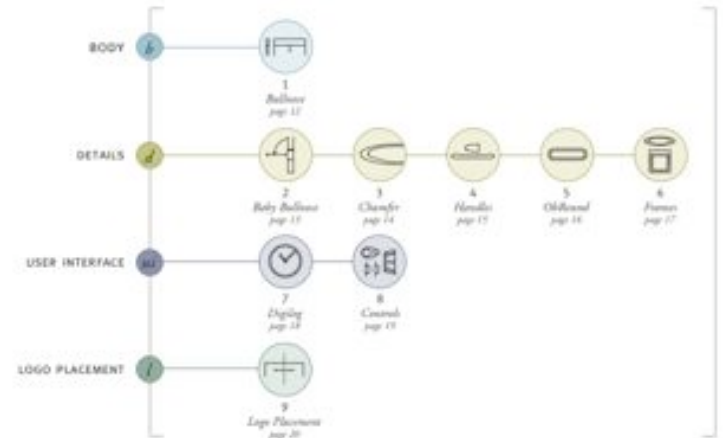 BODY
b
1
Bullnose
page 12
DETAILS
d
2
Baby Bullnose
page 13
3
Chamfer
page 14
4
Handles
page 15
5
ObRound
page 16
6
Frames
page 17
USER INTERFACE
ui
7
Digilog
page 18
8
Controls
page 19
LOGO PLACEMENT
l
9
Logo Placement
page 20